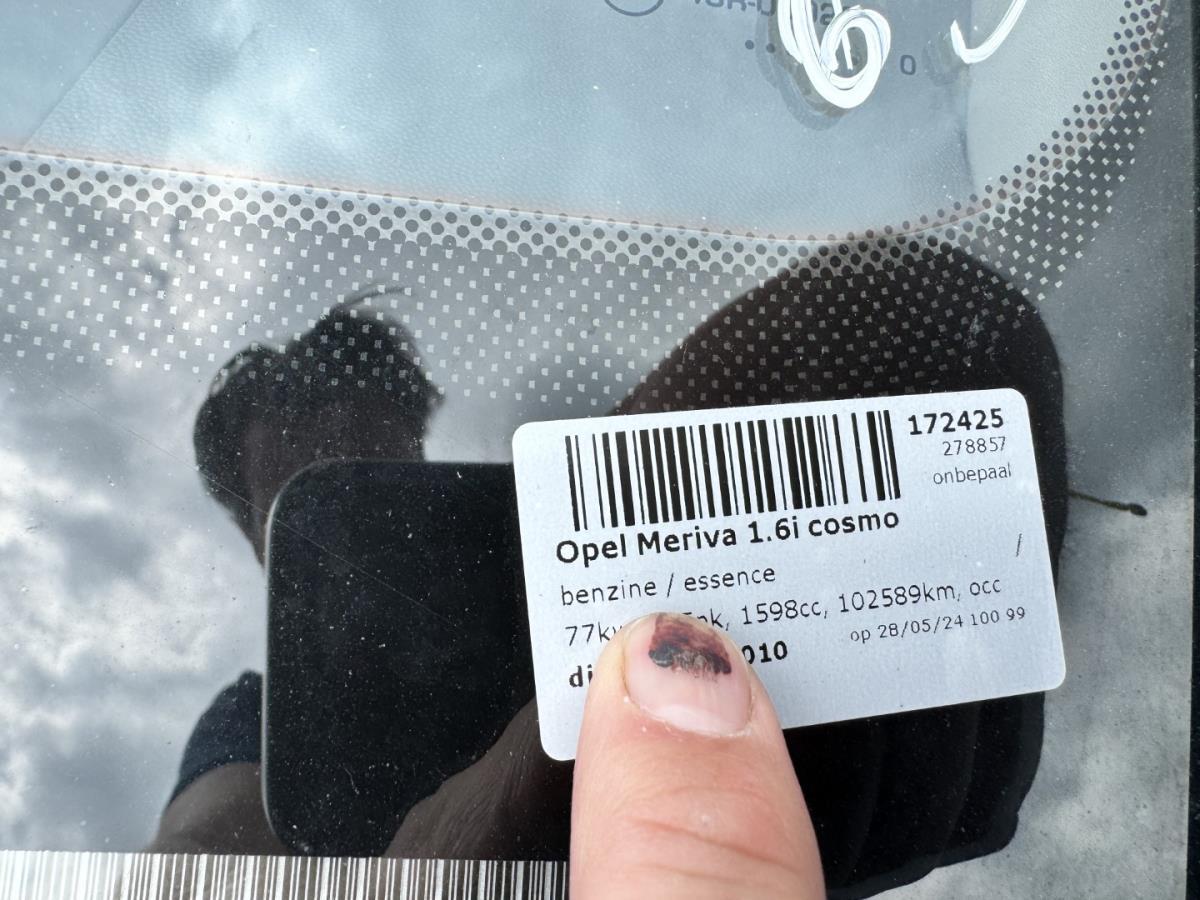 172425
278857
onbepaal
Opel Meriva 1.6i cosmo
/
benzine / essence
1598cc, 102589km, occ
op 28/05/24 100 99